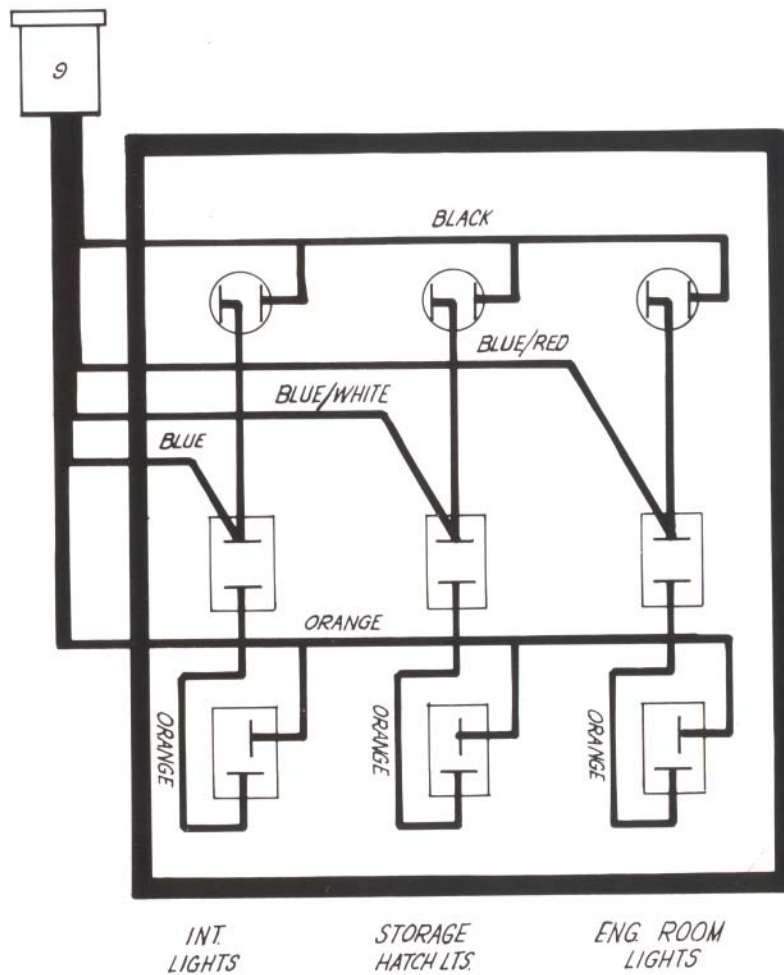 9
BLACK
BLUE/RED
BLUE/WHITE
BLUE
ORANGE
ORANGE
ORANGE
ORANGE
INT.
LIGHTS
STORAGE
HATCH LTS.
ENG. ROOM
LIGHTS